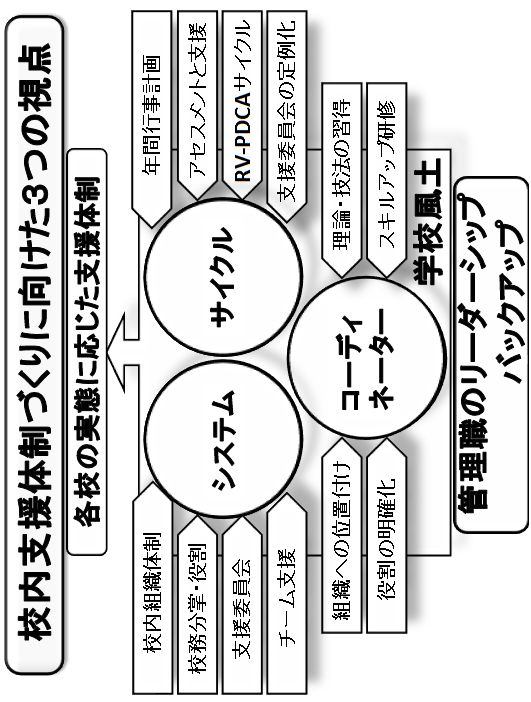 校内支援体制づくりに向けた３つの視点
各校の実態に応じた支援体制
システム
校内組織体制
校務分掌・役割
支援委員会
チーム支援
サイクル
年間行事計画
アセスメントと支援
RV-PDCAサイクル
支援委員会の定例化
コーディ
ネーター
組織への位置付け
役割の明確化
理論・技法の習得
スキルアップ研修
学校風土
管理職のリーダーシップ
バックアップ